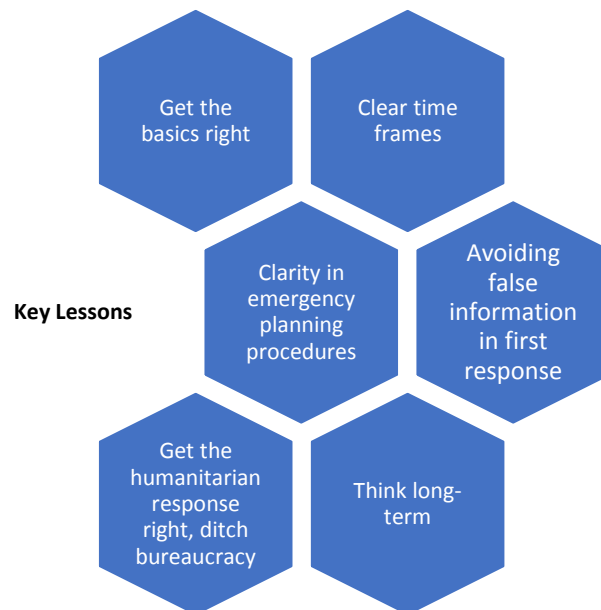 Get the
basics right
Clear time
frames
Key Lessons
Clarity in
emergency
planning
procedures
Avoiding
false
information
in first
response
Get the
humanitarian
response
right, ditch
bureaucracy
Think long-
term